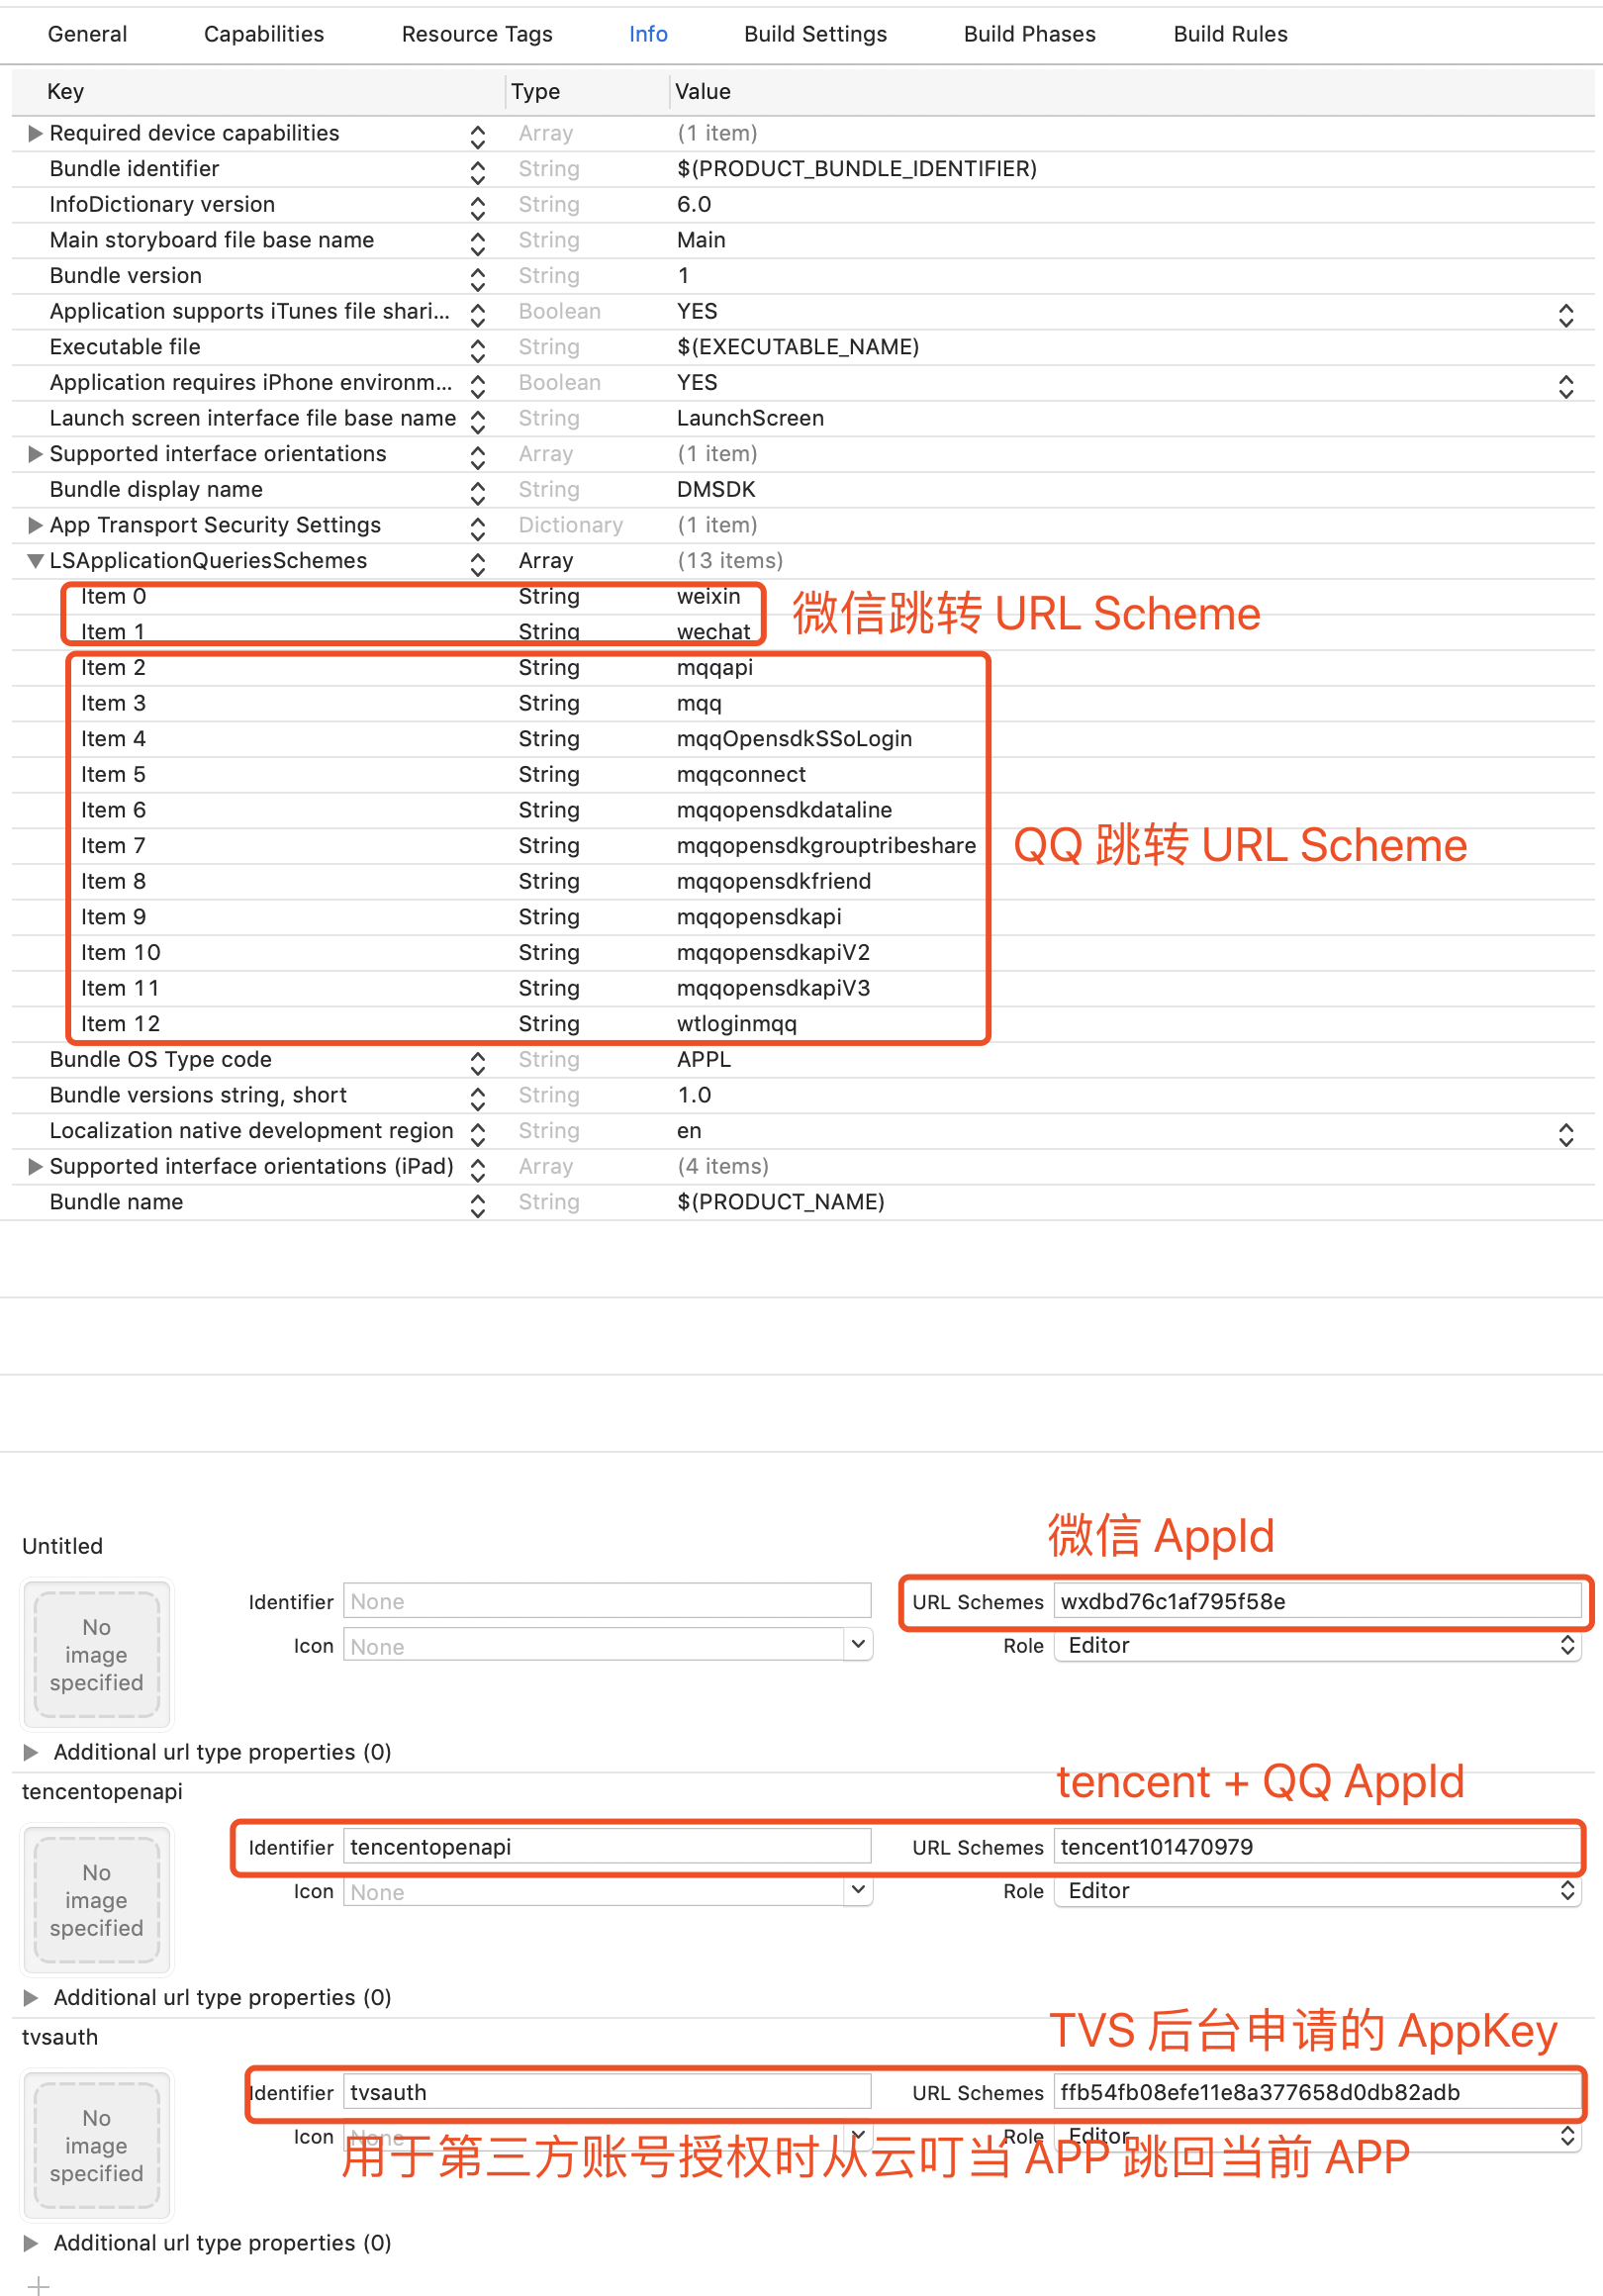 General Capabilities Resource Tags Info Build Settings Build Phases Build Rules
Key Type Value
Required device capabilities Array (1 item)
Bundle identifier String $(PRODUCT_BUNDLE_IDENTIFIER)
InfoDictionary version String 6.0
Main storyboard file base name String Main
Bundle version String 1
Application supports iTunes file shari... Boolean YES
Executable file String $(EXECUTABLE_NAME)
Application requires iPhone environm... Boolean YES
Launch screen interface file base name String LaunchScreen
Supported interface orientations Array (1 item)
Bundle display name String DMSDK
App Transport Security Settings Dictionary (1 item)
LSApplicationQueriesSchemes Array (13 items)
Item 0 String weixin
微信跳转 URL Scheme
Item 1 String wechat
Item 2 String mqqapi
Item 3 String mqq
Item 4 String mqqOpensdkSSoLogin
Item 5 String mqqconnect
Item 6 String mqqopensdkdataline
Item 7 String mqqopensdkgrouptribeshare
QQ 跳转 URL Scheme
Item 8 String mqqopensdkfriend
Item 9 String mqqopensdkapi
Item 10 String mqqopensdkapiV2
Item 11 String mqqopensdkapiV3
Item 12 String wtloginmqq
Bundle OS Type code String APPL
Bundle versions string, short String 1.0
Localization native development region String en
Supported interface orientations (iPad) Array (4 items)
Bundle name String $(PRODUCT_NAME)
微信 AppId
Untitled
No image specified
Identifier None URL Schemes wxdbd76c1af795f58e
Icon None Role Editor
Additional url type properties (0)
tencent + QQ AppId
tencentopenapi
No image specified
Identifier tencentopenapi URL Schemes tencent101470979
Icon None Role Editor
Additional url type properties (0)
TVS 后台申请的 AppKey
tvsauth
No image specified
Identifier tvsauth URL Schemes ffb54fb08efe11e8a377658d0db82adb
Icon None Role Editor
用于第三方账号授权时从云叮当 APP 跳回当前 APP
Additional url type properties (0)